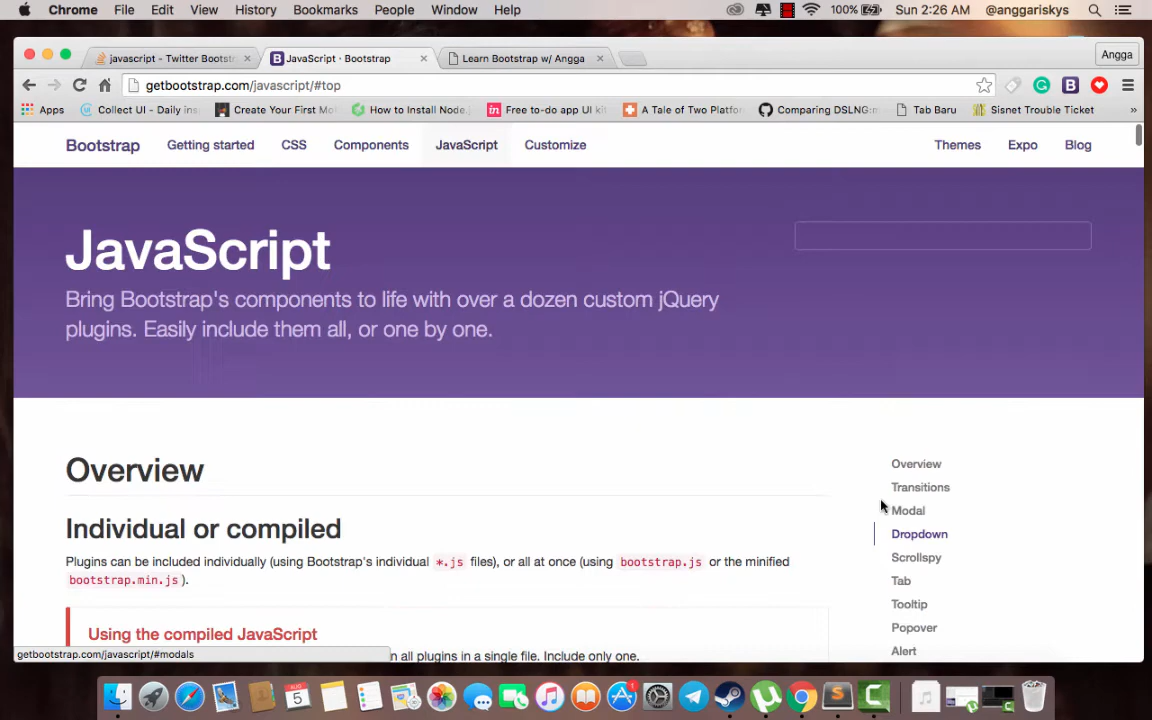 Chrome File Edit View History Bookmarks People Window Help 100% Sun 2:26 AM @anggariskys
javascript - Twitter Bootst JavaScript · Bootstrap Learn Bootstrap w/ Angga Angga
getbootstrap.com/javascript/#top
Apps Collect UI - Daily ins Create Your First Mo How to Install Node. Free to-do app UI kit A Tale of Two Platfor Comparing DSLNG:m Tab Baru Sisnet Trouble Ticket »
Bootstrap Getting started CSS Components JavaScript Customize Themes Expo Blog
JavaScript
Bring Bootstrap's components to life with over a dozen custom jQuery
plugins. Easily include them all, or one by one.
Overview
Individual or compiled
Plugins can be included individually (using Bootstrap's individual *.js files), or all at once (using bootstrap.js or the minified
bootstrap.min.js).
Using the compiled JavaScript
n all plugins in a single file. Include only one.
Overview
Transitions
Modal
Dropdown
Scrollspy
Tab
Tooltip
Popover
Alert
getbootstrap.com/javascript/#modals
5